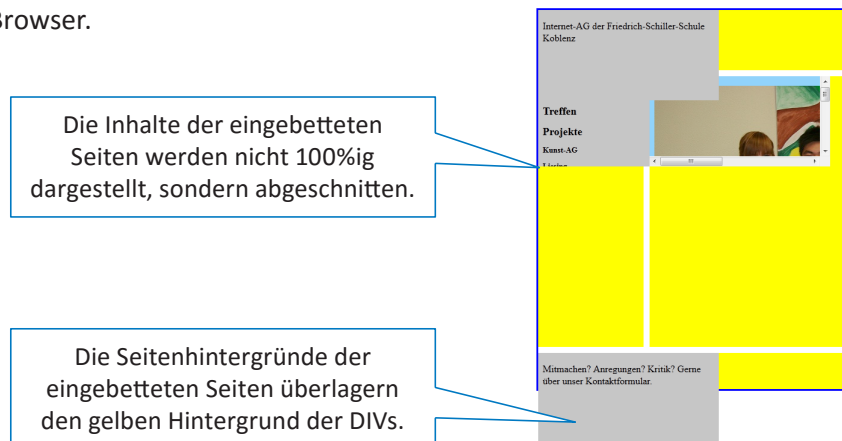 Browser.
Internet-AG der Friedrich-Schiller-Schule
Koblenz
Die Inhalte der eingebetteten
Seiten werden nicht 100%ig
dargestellt, sondern abgeschnitten.
Treffen
Projekte
Kunst-AG
Die Seitenhintergründe der
eingebetteten Seiten überlagern
den gelben Hintergrund der DIVs.
Mitmachen? Anregungen? Kritik? Gerne
über unser Kontaktformular.